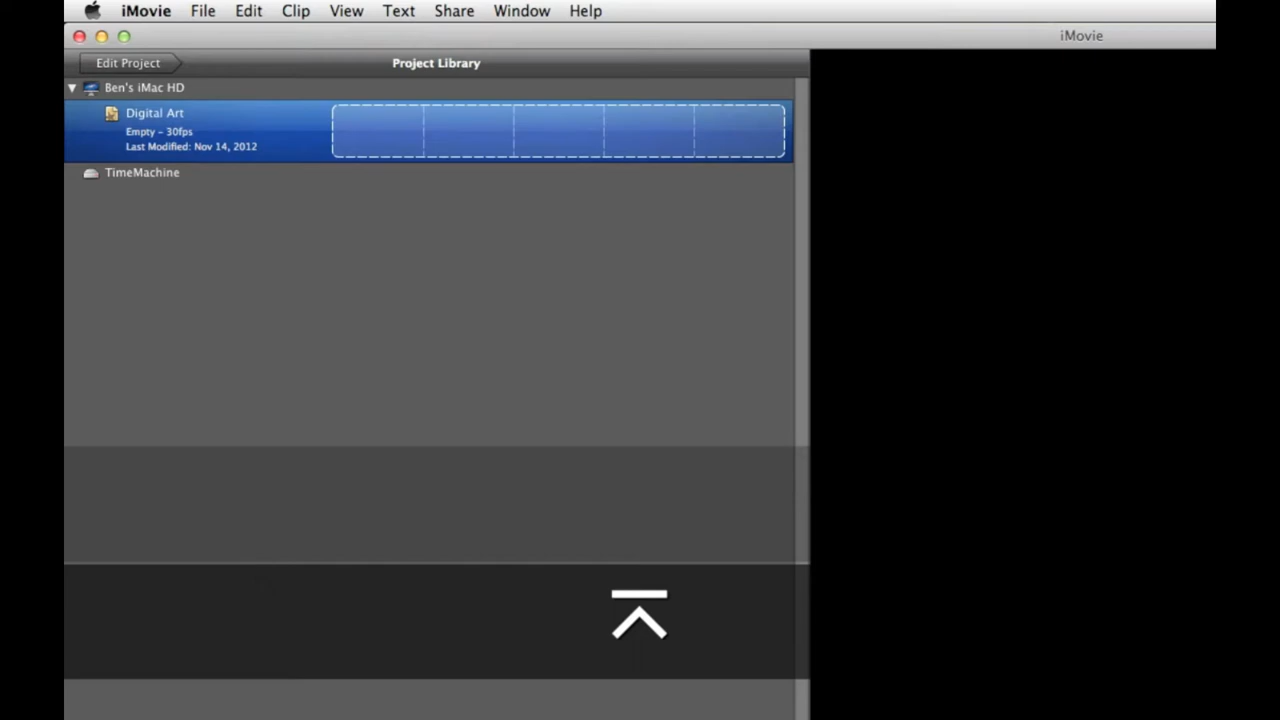 iMovie File Edit Clip View Text Share Window Help
iMovie
Edit Project Project Library
Ben's iMac HD
Digital Art
Empty - 30fps
Last Modified: Nov 14, 2012
TimeMachine